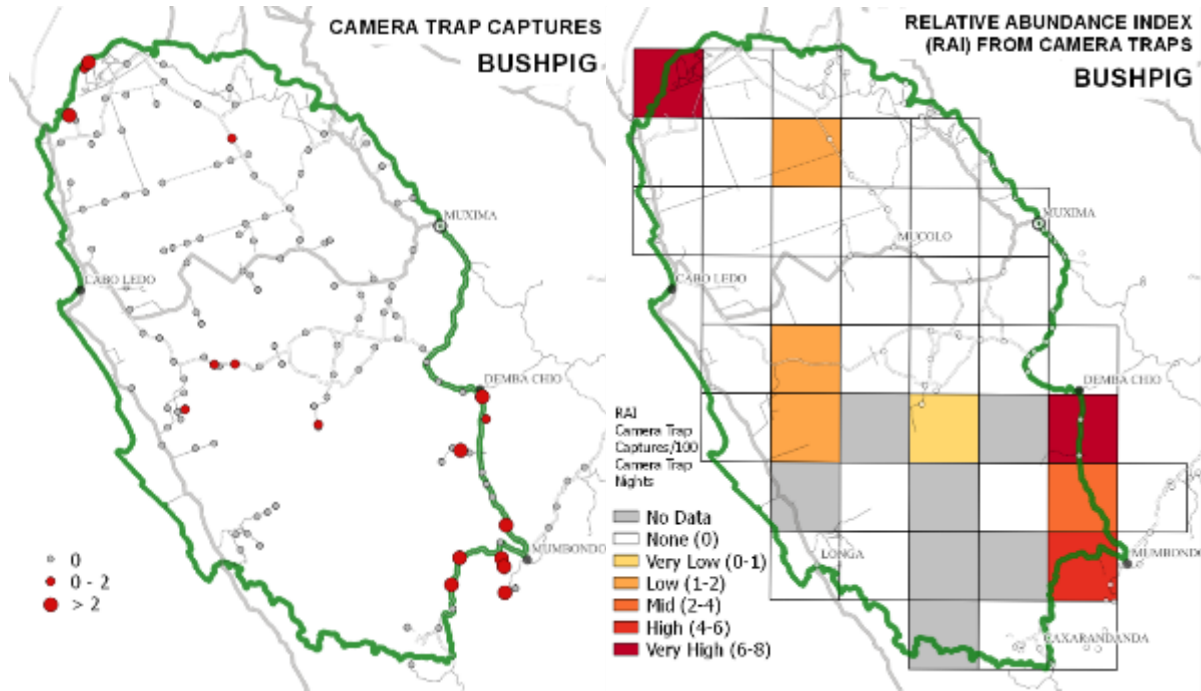 CAMERA TRAP CAPTURES
BUSHPIG
MUXIMA
CABO LEDO
DEMBA CHIO
MUMBONDO
0
0 - 2
> 2
RELATIVE ABUNDANCE INDEX
(RAI) FROM CAMERA TRAPS
BUSHPIG
MUXIMA
MUCOLO
CABO LEDO
DEMBA CHIO
RAI
Camera Trap
Captures/100
Camera Trap
Nights
No Data
None (0)
Very Low (0-1)
Low (1-2)
Mid (2-4)
High (4-6)
Very High (6-8)
LONGA
MUMBONDO
CAXARANDANDA